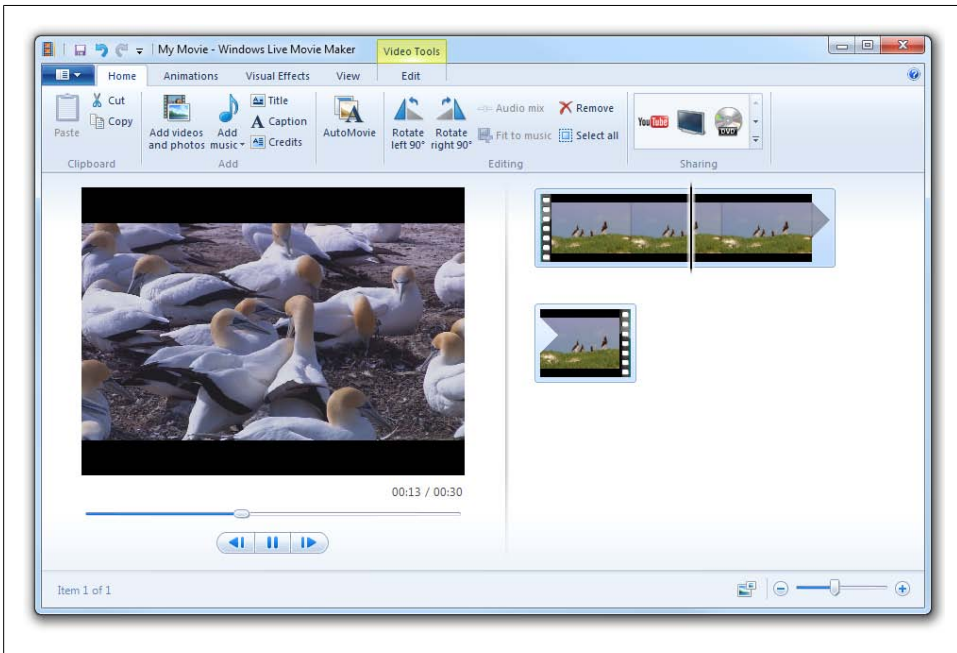 My Movie - Windows Live Movie Maker
Video Tools
Home
Animations
Visual Effects
View
Edit
Paste
Cut
Copy
Clipboard
Add videos
and photos
Add
music
Title
Caption
Credits
Add
AutoMovie
Rotate
left 90°
Rotate
right 90°
Audio mix
Fit to music
Remove
Select all
Editing
YouTube
DVD
Sharing
00:13 / 00:30
Item 1 of 1